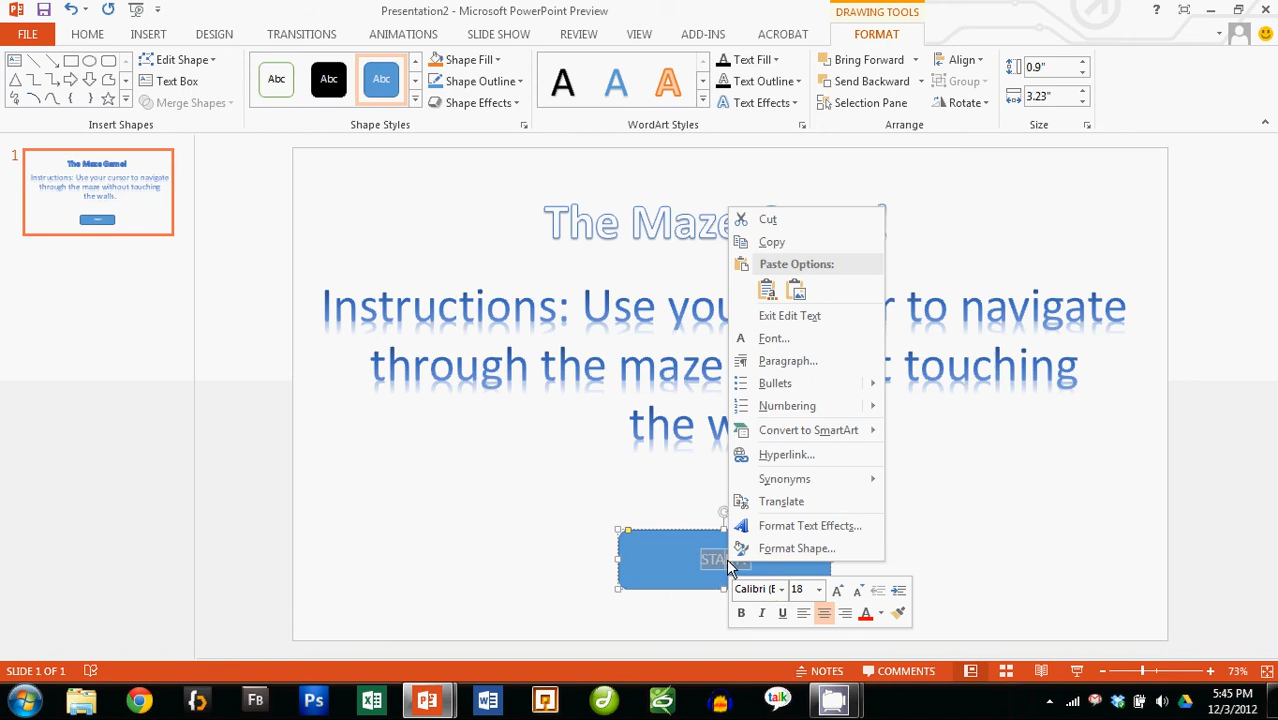 Presentation2 - Microsoft PowerPoint Preview
DRAWING TOOLS
FILE HOME INSERT DESIGN TRANSITIONS ANIMATIONS SLIDE SHOW REVIEW VIEW ADD-INS ACROBAT FORMAT
Edit Shape
Text Box
Merge Shapes
Insert Shapes
Abc Abc Abc
Shape Fill
Shape Outline
Shape Effects
Shape Styles
A A A
Text Fill
Text Outline
Text Effects
WordArt Styles
Bring Forward
Send Backward
Selection Pane
Align
Group
Rotate
Arrange
0.9"
3.23"
Size
1
The Maze Game!
Instructions: Use your cursor to navigate
through the maze without touching
the walls.
The Maze
Instructions: Use you r to navigate
through the maze t touching
the w
Cut
Copy
Paste Options:
Exit Edit Text
Font...
Paragraph...
Bullets
Numbering
Convert to SmartArt
Hyperlink...
Synonyms
Translate
Format Text Effects...
Format Shape...
Calibri (E 18
B I U A
SLIDE 1 OF 1
NOTES COMMENTS 73%
Fb Ps talk
5:45 PM
12/3/2012